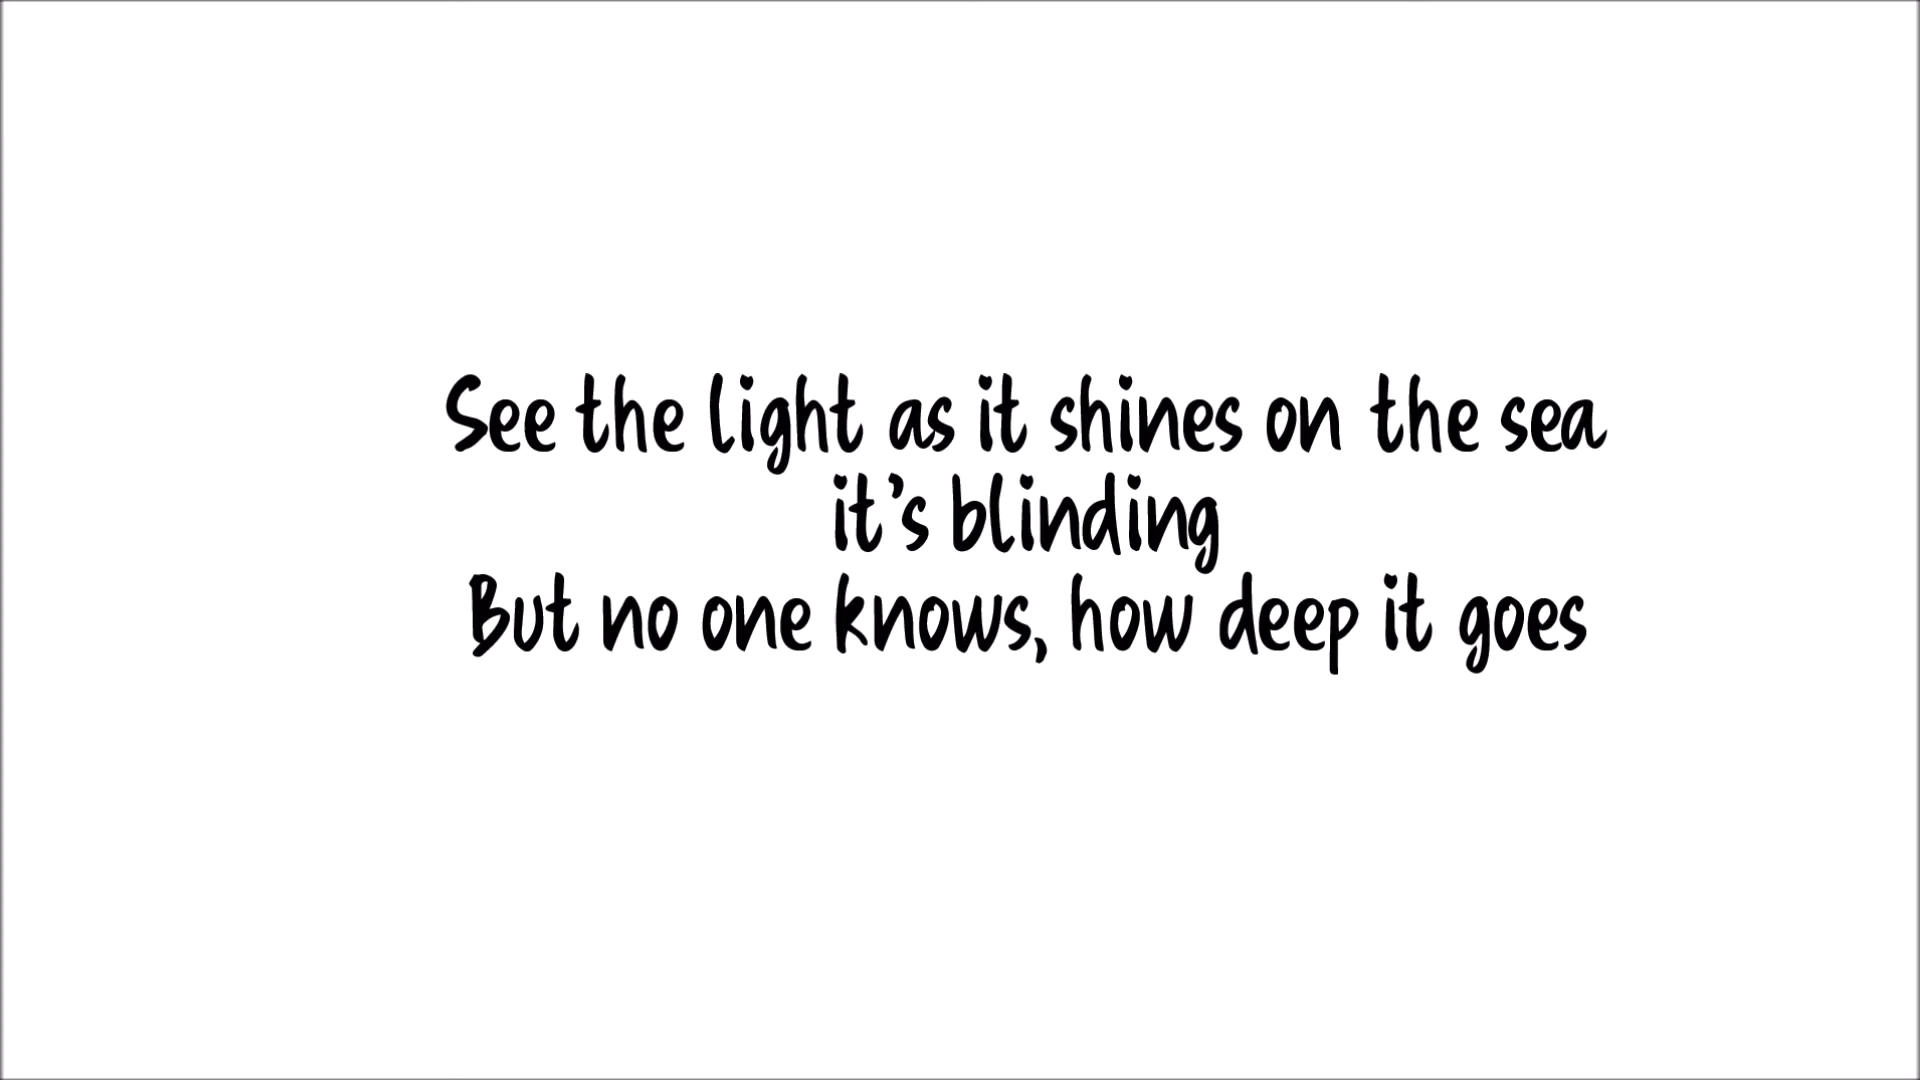 See the light as it shines on the sea
it's blinding
But no one knows, how deep it goes